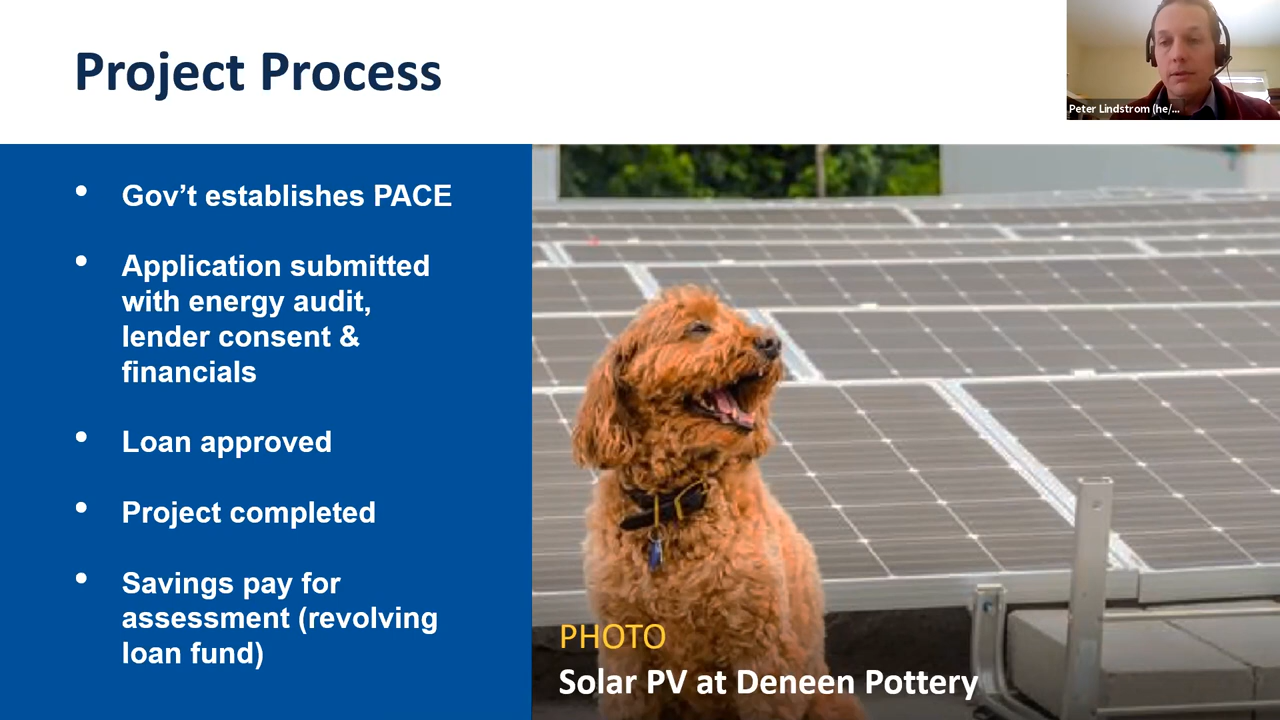 Project Process
Peter Lindstrom (he/...
• Gov’t establishes PACE
• Application submitted
with energy audit,
lender consent &
financials
• Loan approved
• Project completed
• Savings pay for
assessment (revolving
loan fund)
PHOTO
Solar PV at Deneen Pottery